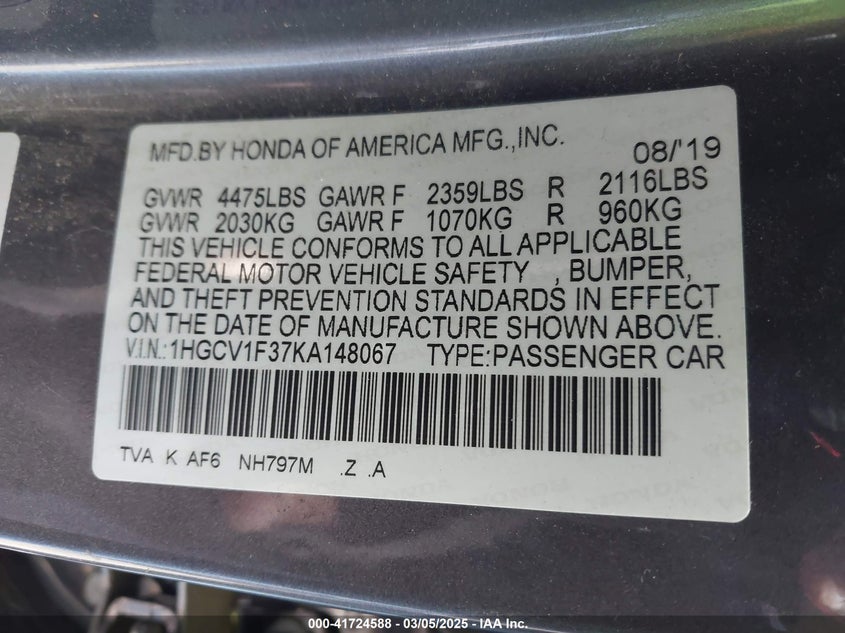 MFD.BY HONDA OF AMERICA MFG.,INC. 08/'19
GVWR 4475LBS GAWR F 2359LBS R 2116LBS
GVWR 2030KG GAWR F 1070KG R 960KG
THIS VEHICLE CONFORMS TO ALL APPLICABLE
FEDERAL MOTOR VEHICLE SAFETY , BUMPER,
AND THEFT PREVENTION STANDARDS IN EFFECT
ON THE DATE OF MANUFACTURE SHOWN ABOVE.
V.I.N.:1HGCV1F37KA148067 TYPE:PASSENGER CAR
TVA K AF6 NH797M .Z .A
000-41724588 - 03/05/2025 - IAA Inc.